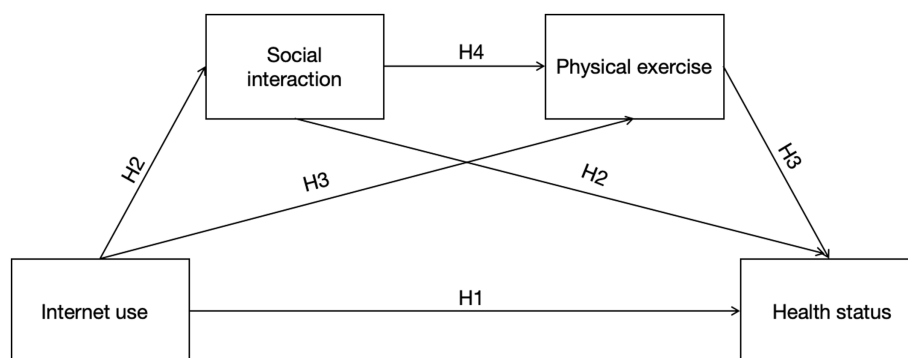 Social
interaction
H4
Physical exercise
H2
H3
H2
H3
Internet use
H1
Health status